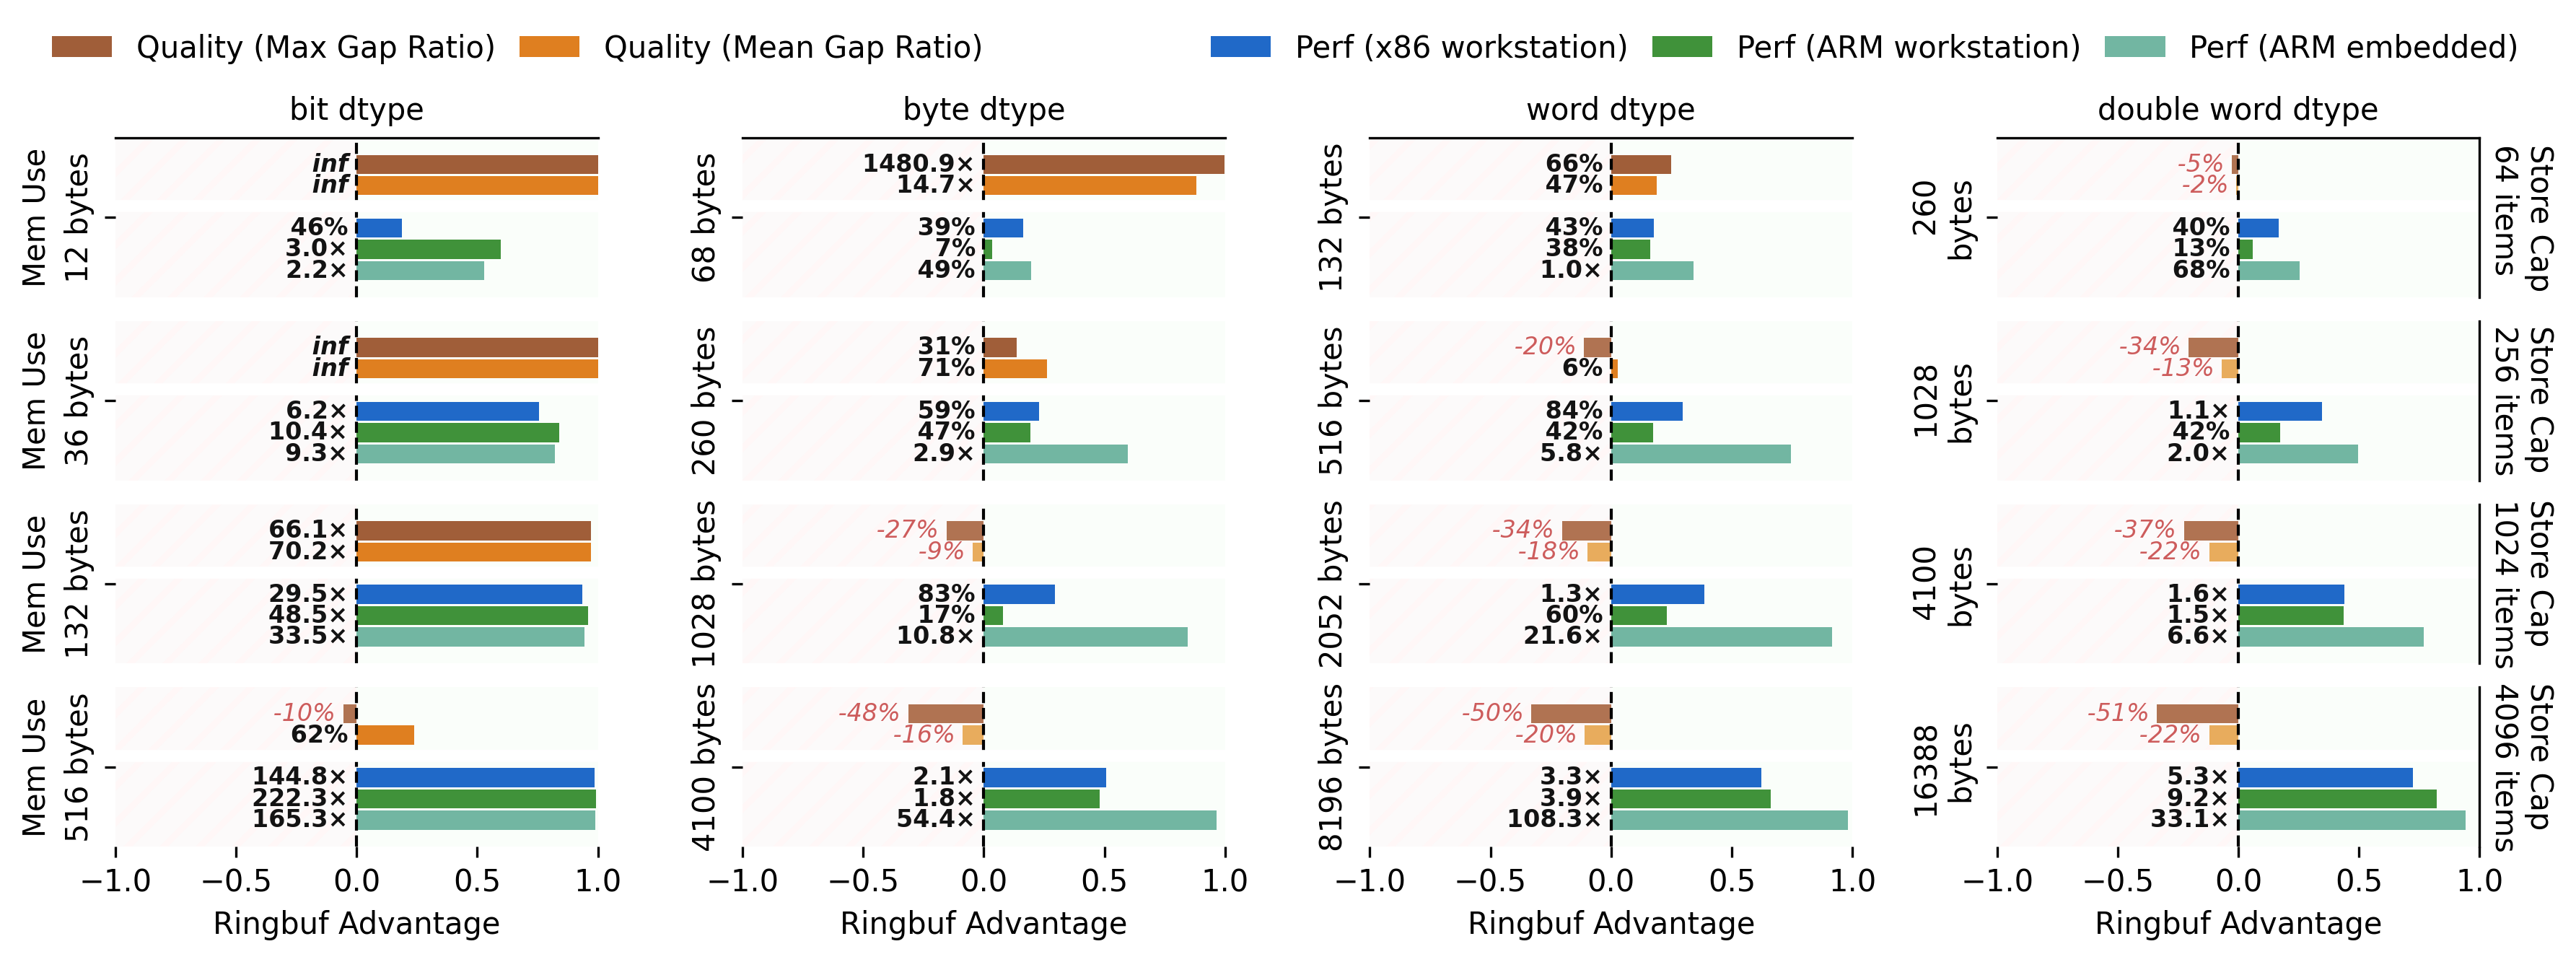 Quality (Max Gap Ratio) Quality (Mean Gap Ratio) Perf (x86 workstation) Perf (ARM workstation) Perf (ARM embedded)
bit dtype byte dtype word dtype double word dtype
Mem Use
12 bytes
inf
inf
46%
3.0×
2.2×
68 bytes
1480.9×
14.7×
39%
7%
49%
132 bytes
66%
47%
43%
38%
1.0×
260
bytes
-5%
-2%
40%
13%
68%
Store Cap
64 items
Mem Use
36 bytes
inf
inf
6.2×
10.4×
9.3×
260 bytes
31%
71%
59%
47%
2.9×
516 bytes
-20%
6%
84%
42%
5.8×
1028
bytes
-34%
-13%
1.1×
42%
2.0×
Store Cap
256 items
Mem Use
132 bytes
66.1×
70.2×
29.5×
48.5×
33.5×
1028 bytes
-27%
-9%
83%
17%
10.8×
2052 bytes
-34%
-18%
1.3×
60%
21.6×
4100
bytes
-37%
-22%
1.6×
1.5×
6.6×
Store Cap
1024 items
Mem Use
516 bytes
-10%
62%
144.8×
222.3×
165.3×
4100 bytes
-48%
-16%
2.1×
1.8×
54.4×
8196 bytes
-50%
-20%
3.3×
3.9×
108.3×
16388
bytes
-51%
-22%
5.3×
9.2×
33.1×
Store Cap
4096 items
−1.0 −0.5 0.0 0.5 1.0 −1.0 −0.5 0.0 0.5 1.0 −1.0 −0.5 0.0 0.5 1.0 −1.0 −0.5 0.0 0.5 1.0
Ringbuf Advantage Ringbuf Advantage Ringbuf Advantage Ringbuf Advantage